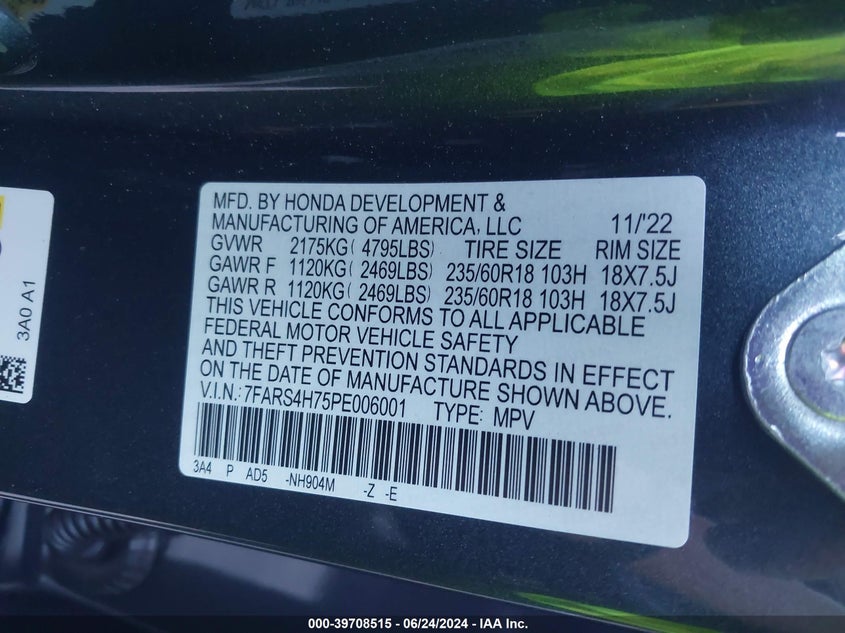 MFD. BY HONDA DEVELOPMENT &
MANUFACTURING OF AMERICA, LLC 11/'22
GVWR 2175KG( 4795LBS) TIRE SIZE RIM SIZE
GAWR F 1120KG( 2469LBS) 235/60R18 103H 18X7.5J
GAWR R 1120KG( 2469LBS) 235/60R18 103H 18X7.5J
THIS VEHICLE CONFORMS TO ALL APPLICABLE
FEDERAL MOTOR VEHICLE SAFETY
AND THEFT PREVENTION STANDARDS IN EFFECT
ON THE DATE OF MANUFACTURE SHOWN ABOVE.
V.I.N.: 7FARS4H75PE006001 TYPE: MPV
3A4 P AD5 -NH904M -Z -E
3A0 A1
000-39708515 - 06/24/2024 - IAA Inc.